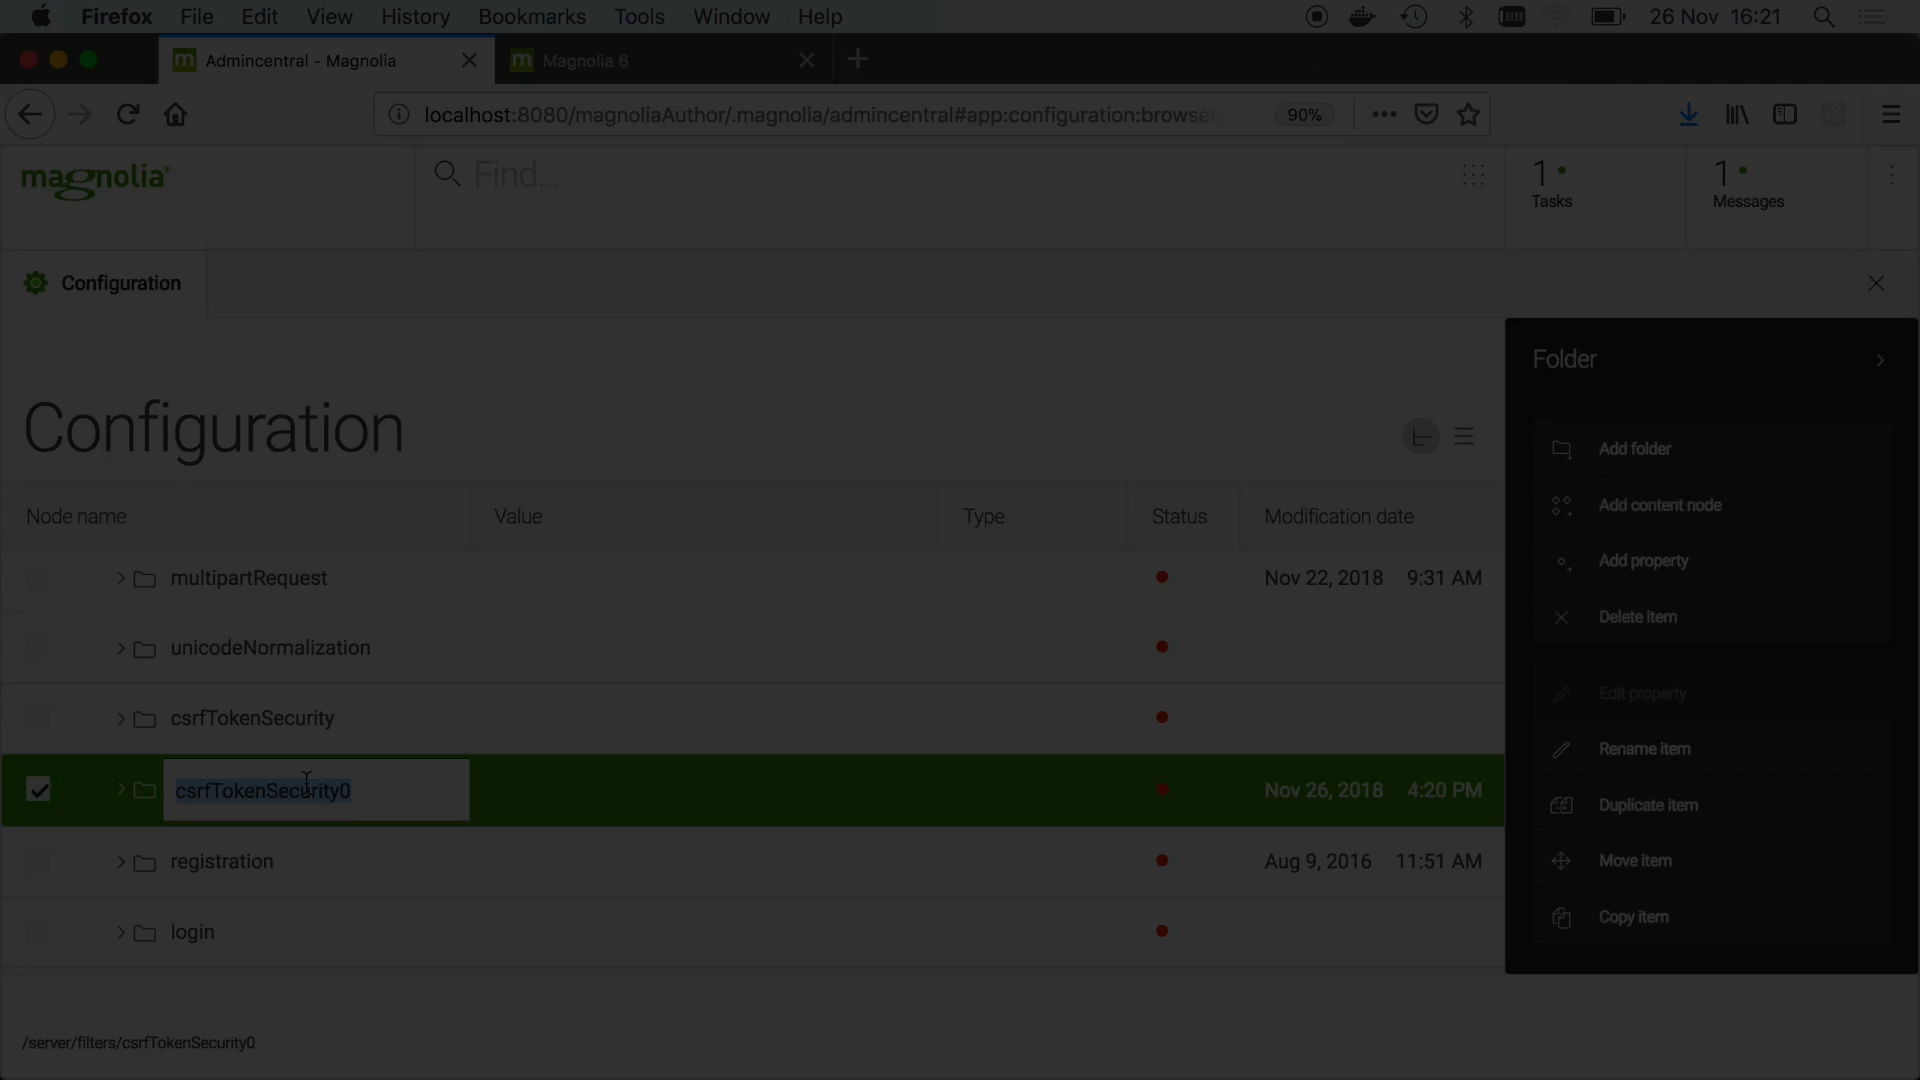 Firefox File Edit View History Bookmarks Tools Window Help 26 Nov 16:21
m Admincentral - Magnolia m Magnolia 6
localhost:8080/magnoliaAuthor/.magnolia/admincentral#app:configuration:browser 90%
magnolia Find... 1 1
Tasks Messages
Configuration
Folder
Configuration
Add folder
Add content node
Node name Value Type Status Modification date
Add property
multipartRequest Nov 22, 2018 9:31 AM
Delete item
unicodeNormalization
Edit property
csrfTokenSecurity
Rename item
csrfTokenSecurity0 Nov 26, 2018 4:20 PM
Duplicate item
registration Aug 9, 2016 11:51 AM
Move item
Copy item
login
/server/filters/csrfTokenSecurity0